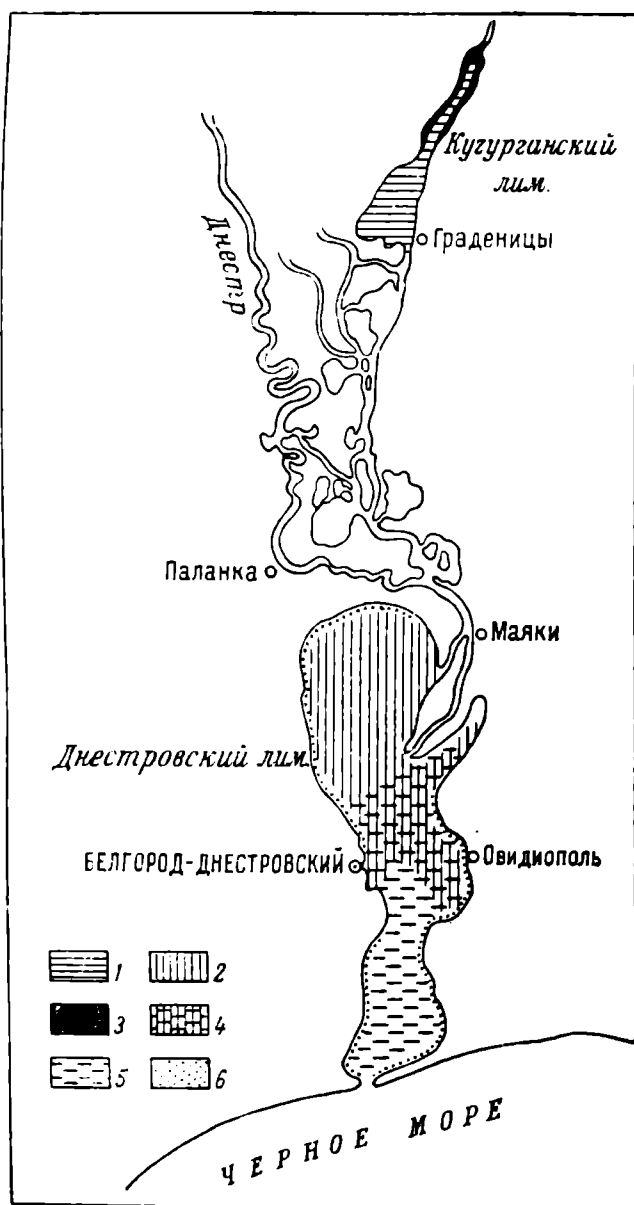 Кугурганский
лим.
Днестр
Граденицы
Паланка
Маяки
Днестровский лим.
БЕЛГОРОД-ДНЕСТРОВСКИЙ
Овидиополь
1 2
3 4
5 6
ЧЕРНОЕ МОРЕ